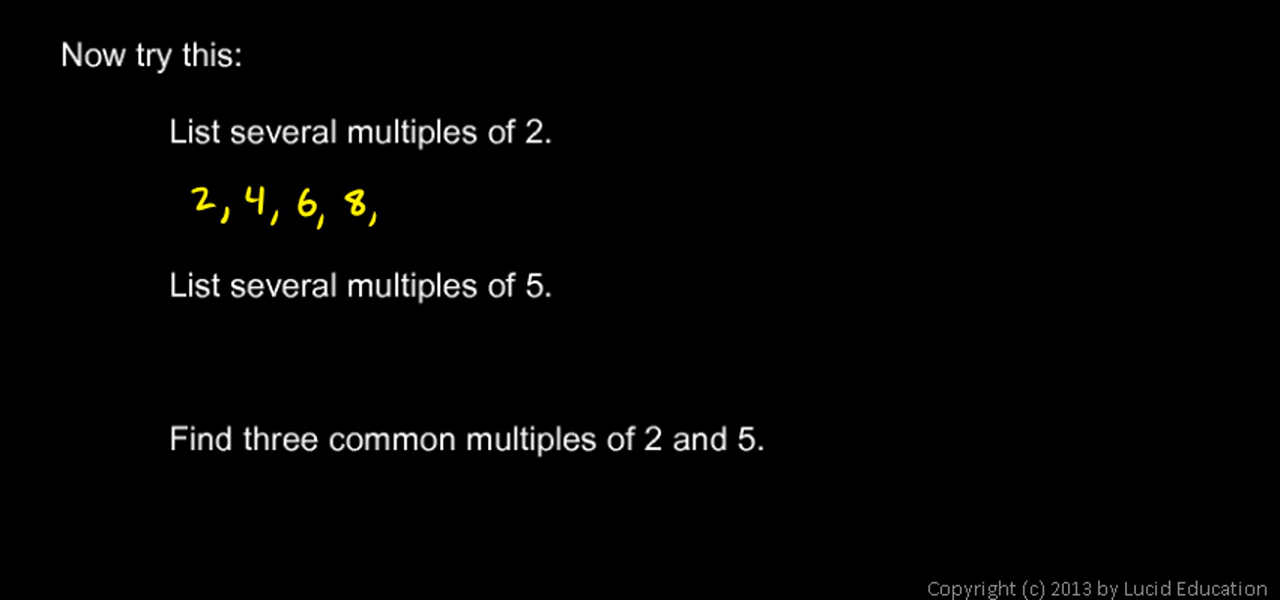 Now try this:
List several multiples of 2.
2, 4, 6, 8,
List several multiples of 5.
Find three common multiples of 2 and 5.
Copyright (c) 2013 by Lucid Education